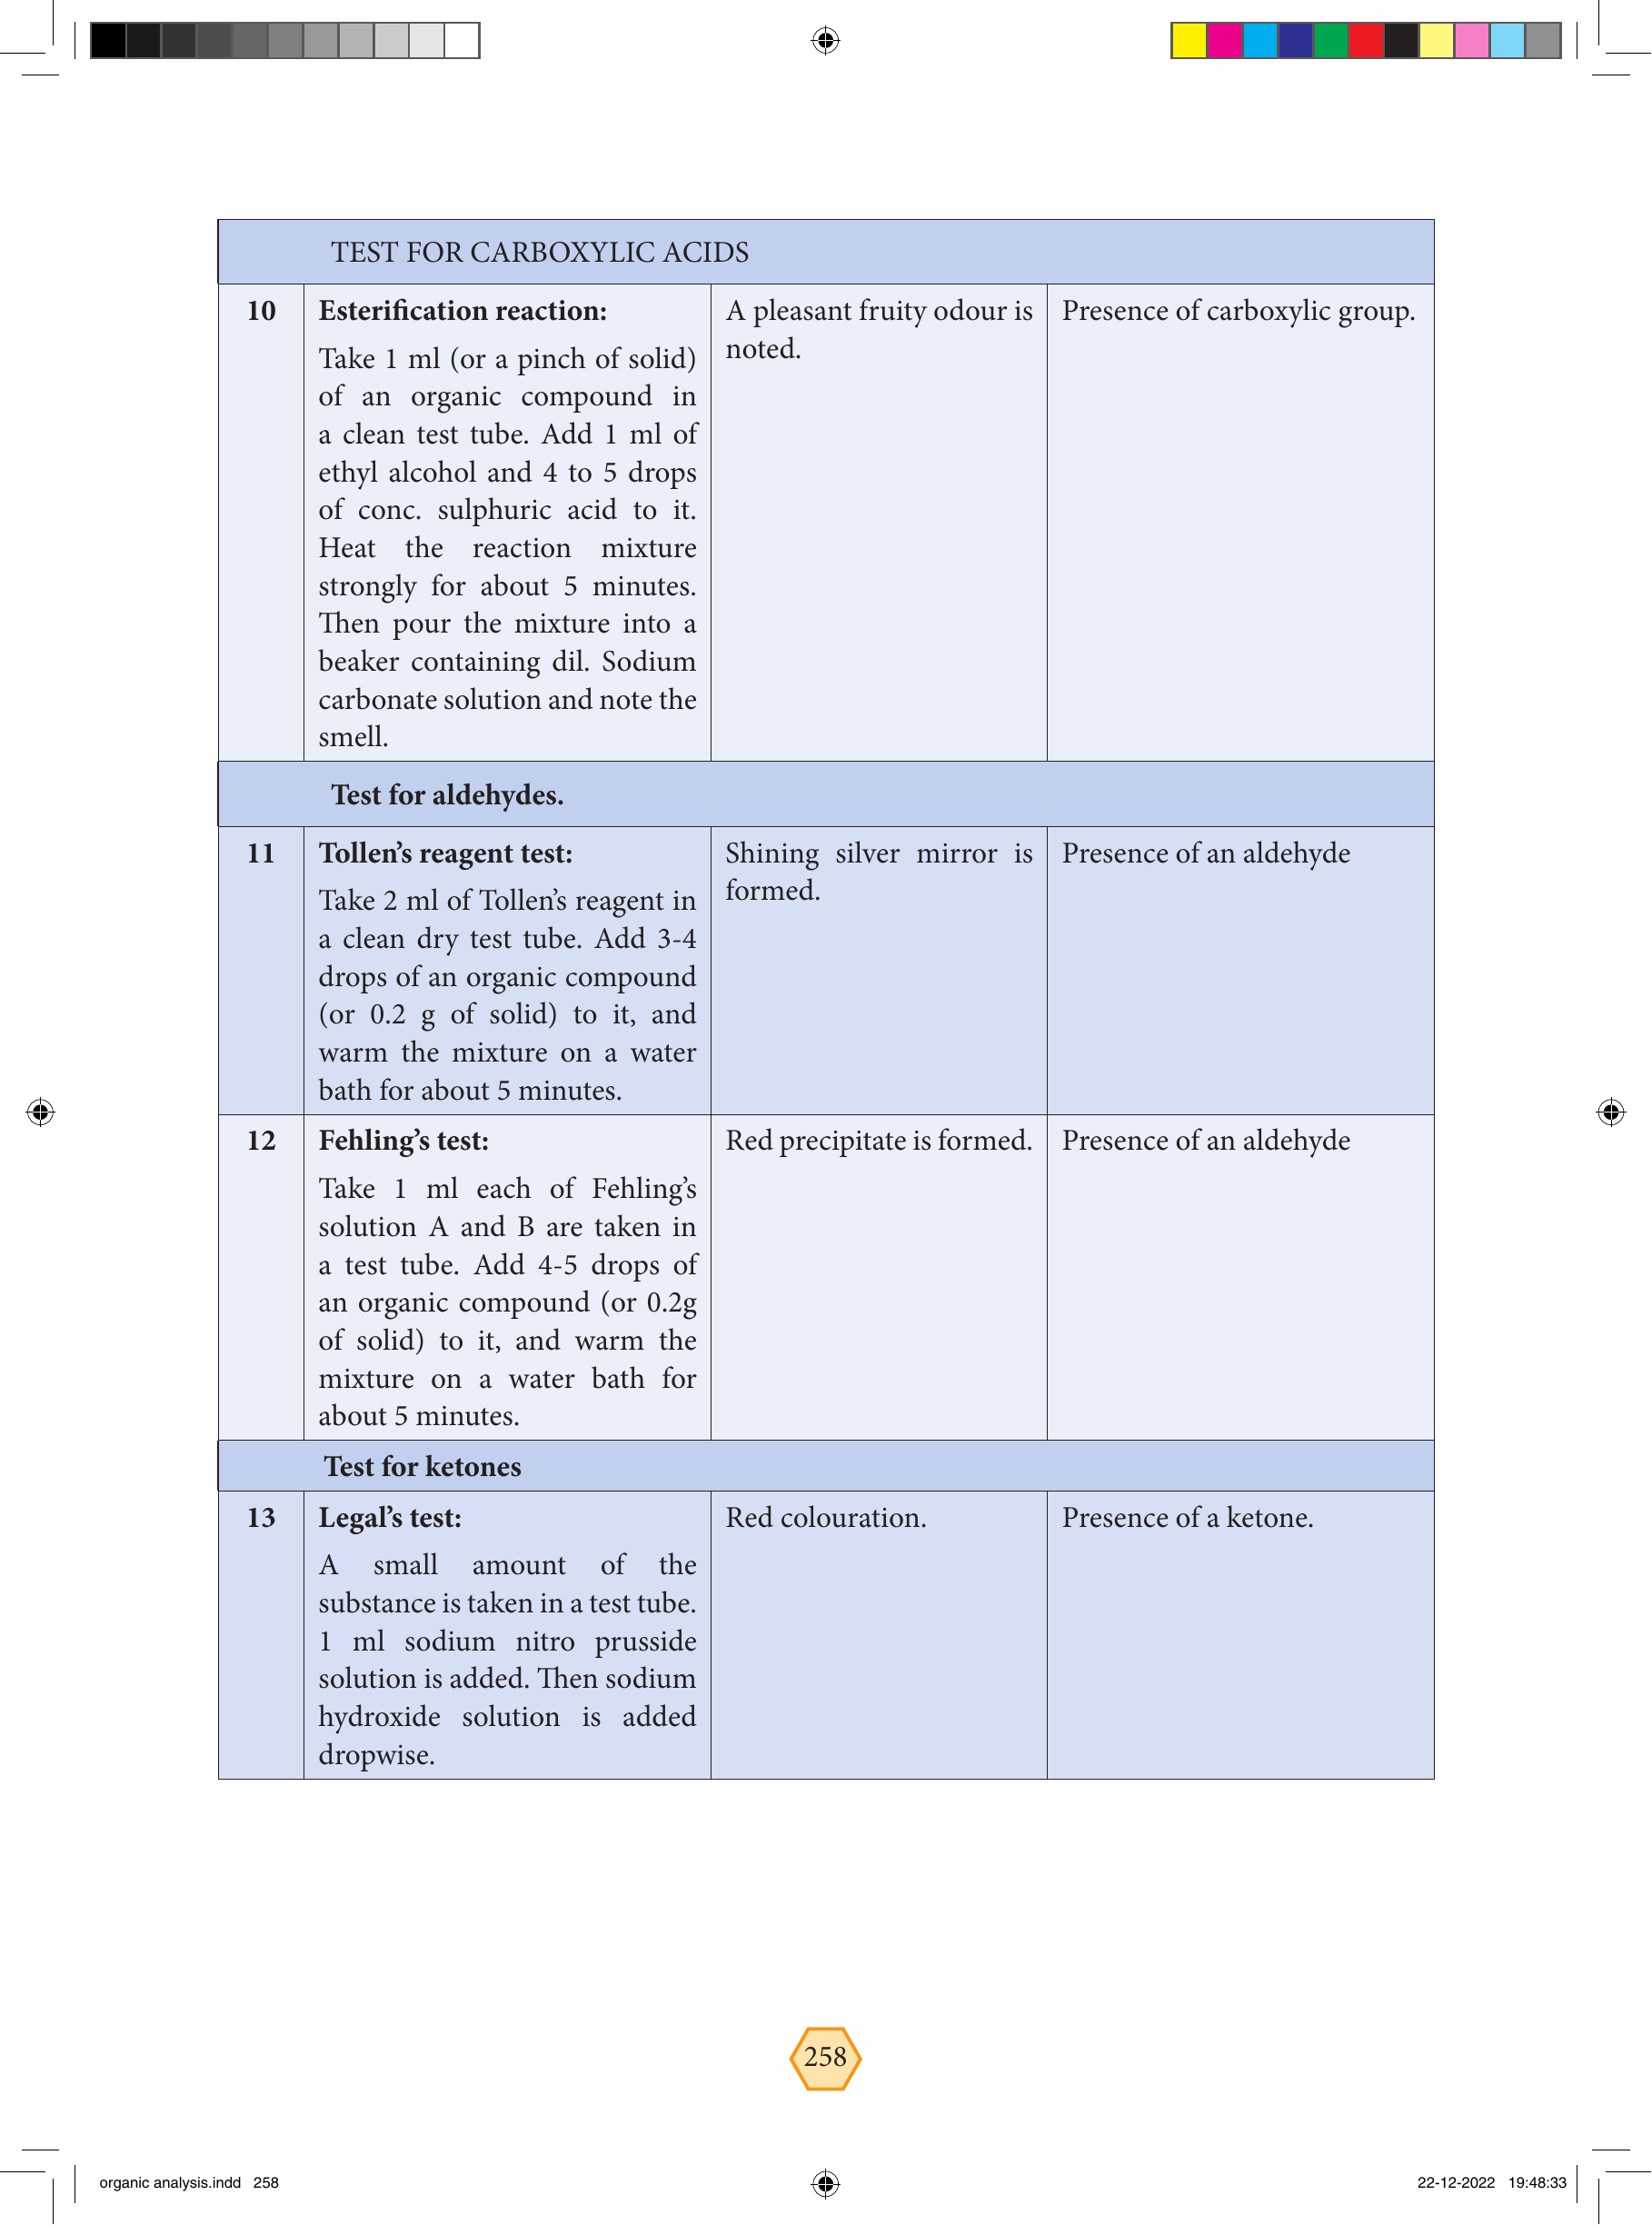 TEST FOR CARBOXYLIC ACIDS
10
Esterification reaction:
Take 1 ml (or a pinch of solid)
of an organic compound in
a clean test tube. Add 1 ml of
ethyl alcohol and 4 to 5 drops
of conc. sulphuric acid to it.
Heat the reaction mixture
strongly for about 5 minutes.
Then pour the mixture into a
beaker containing dil. Sodium
carbonate solution and note the
smell.
A pleasant fruity odour is
noted.
Presence of carboxylic group.
Test for aldehydes.
11
Tollen’s reagent test:
Take 2 ml of Tollen’s reagent in
a clean dry test tube. Add 3-4
drops of an organic compound
(or 0.2 g of solid) to it, and
warm the mixture on a water
bath for about 5 minutes.
Shining silver mirror is
formed.
Presence of an aldehyde
12
Fehling’s test:
Take 1 ml each of Fehling’s
solution A and B are taken in
a test tube. Add 4-5 drops of
an organic compound (or 0.2g
of solid) to it, and warm the
mixture on a water bath for
about 5 minutes.
Red precipitate is formed.
Presence of an aldehyde
Test for ketones
13
Legal’s test:
A small amount of the
substance is taken in a test tube.
1 ml sodium nitro prusside
solution is added. Then sodium
hydroxide solution is added
dropwise.
Red colouration.
Presence of a ketone.
258
organic analysis.indd 258
22-12-2022 19:48:33